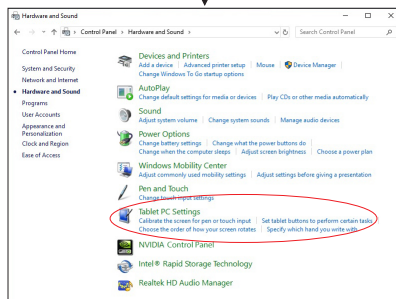 Hardware and Sound
Control Panel > Hardware and Sound >
Search Control Panel
Control Panel Home
System and Security
Network and Internet
Hardware and Sound
Programs
User Accounts
Appearance and
Personalization
Clock and Region
Ease of Access
Devices and Printers
Add a device Advanced printer setup Mouse Device Manager
Change Windows To Go startup options
AutoPlay
Change default settings for media or devices Play CDs or other media automatically
Sound
Adjust system volume Change system sounds Manage audio devices
Power Options
Change battery settings Change what the power buttons do
Change when the computer sleeps Adjust screen brightness Choose a power plan
Windows Mobility Center
Adjust commonly used mobility settings Adjust settings before giving a presentation
Pen and Touch
Change touch input settings
Tablet PC Settings
Calibrate the screen for pen or touch input Set tablet buttons to perform certain tasks
Choose the order of how your screen rotates Specify which hand you write with
NVIDIA Control Panel
Intel® Rapid Storage Technology
Realtek HD Audio Manager